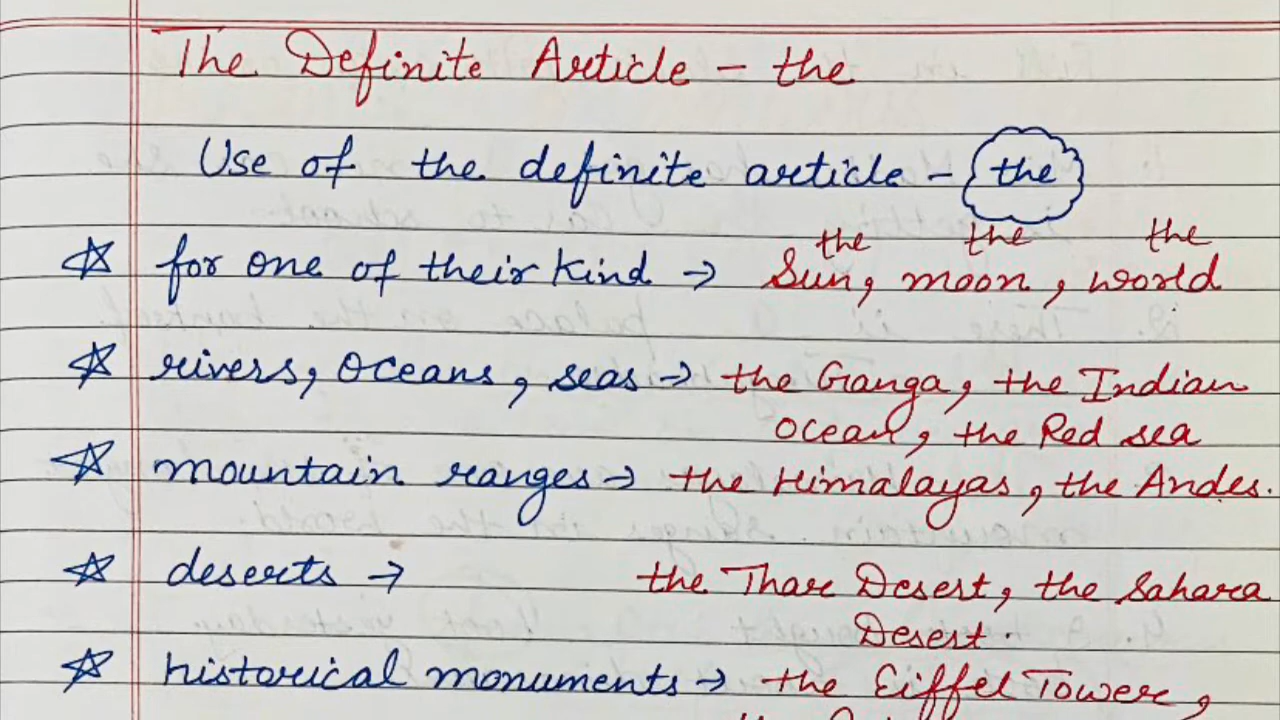 The Definite Article - the
Use of the definite article - the
the the the
☆ for one of their kind → Sun, moon, world
☆ rivers, oceans, seas → the Ganga, the Indian
Ocean, the Red sea
☆ mountain ranges → the Himalayas, the Andes.
☆ deserts → the Thar Desert, the Sahara
Desert.
☆ historical monuments → the Eiffel Tower,